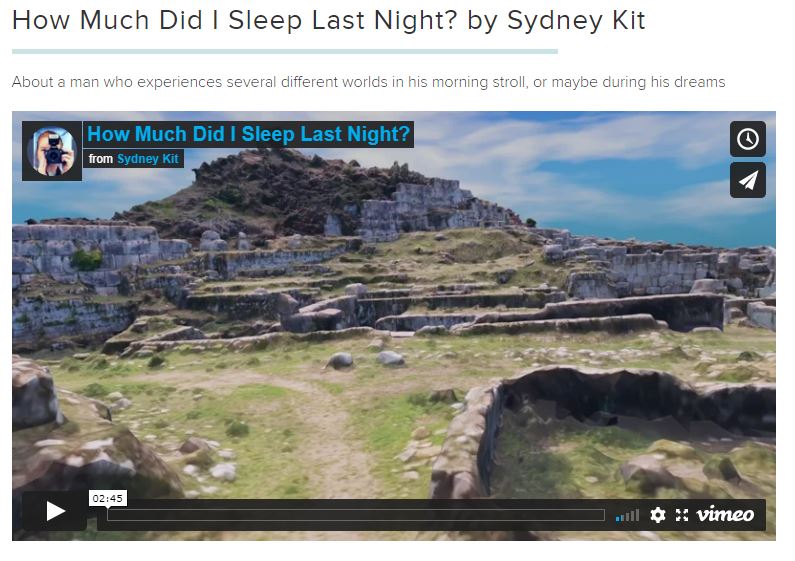 How Much Did I Sleep Last Night? by Sydney Kit
About a man who experiences several different worlds in his morning stroll, or maybe during his dreams
How Much Did I Sleep Last Night?
from Sydney Kit
02:45
vimeo